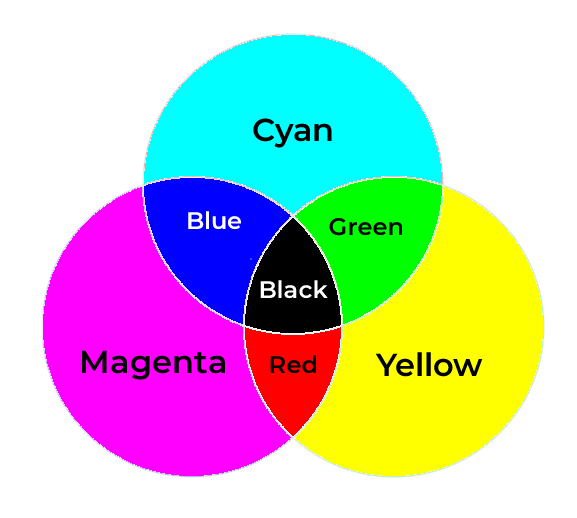 Cyan
Blue
Green
Black
Magenta
Red
Yellow